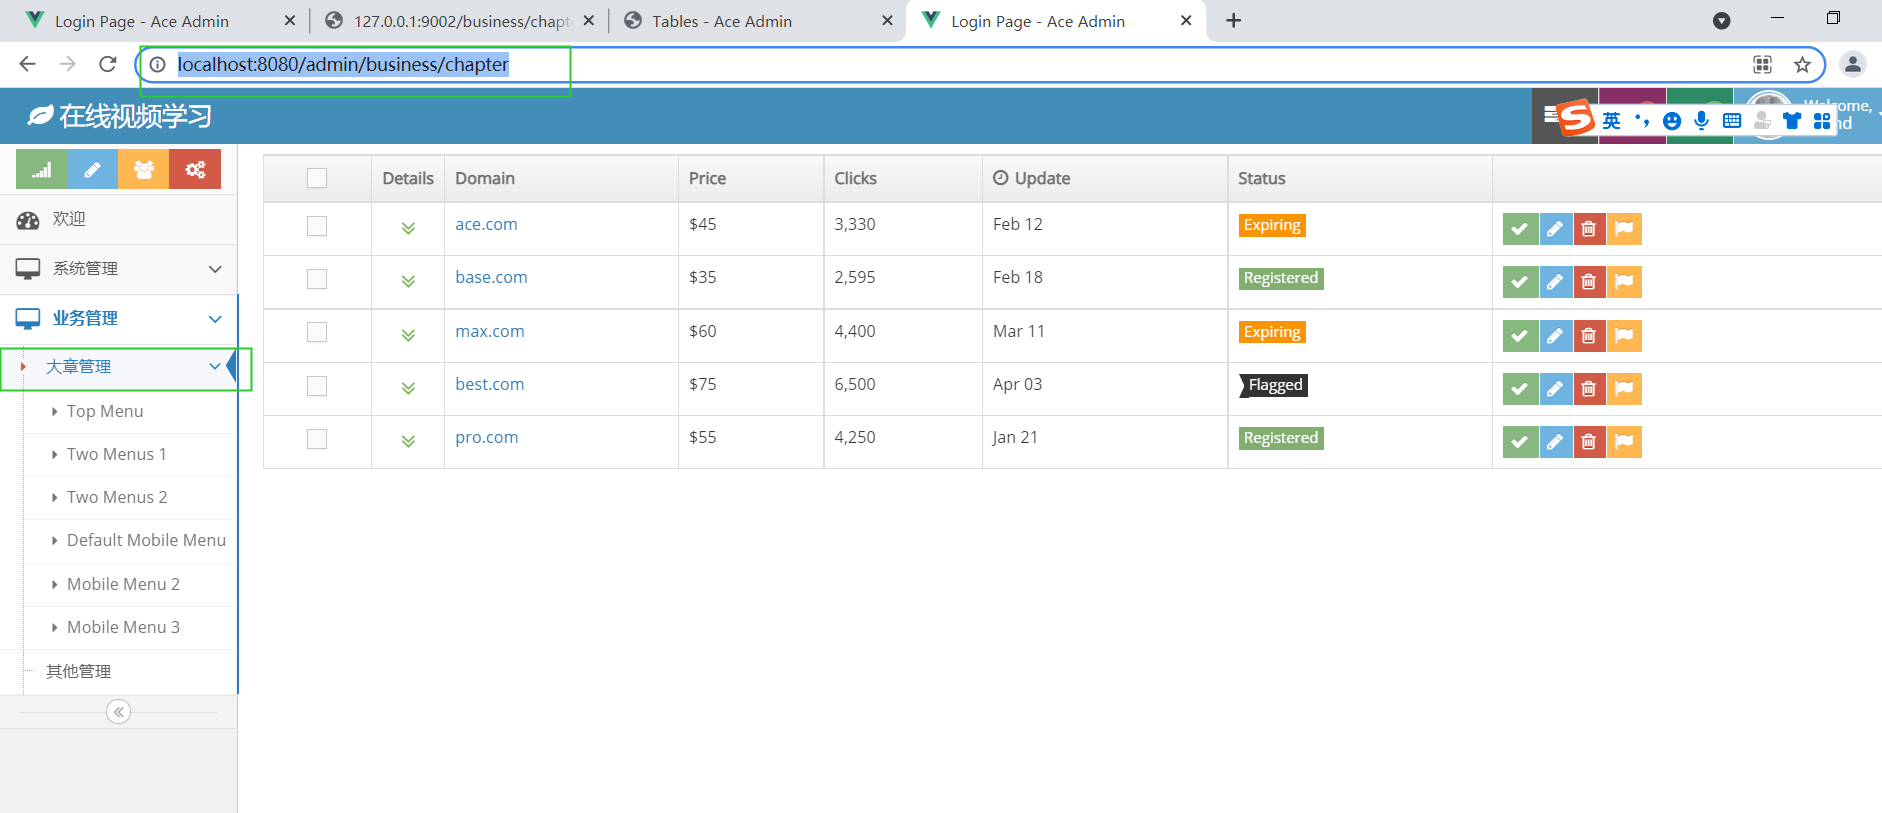 Login Page - Ace Admin
127.0.0.1:9002/business/chapt
Tables - Ace Admin
Login Page - Ace Admin
localhost:8080/admin/business/chapter
在线视频学习
英
Details Domain Price Clicks Update Status
欢迎
ace.com $45 3,330 Feb 12 Expiring
系统管理
base.com $35 2,595 Feb 18 Registered
业务管理
max.com $60 4,400 Mar 11 Expiring
大章管理
best.com $75 6,500 Apr 03 Flagged
Top Menu
pro.com $55 4,250 Jan 21 Registered
Two Menus 1
Two Menus 2
Default Mobile Menu
Mobile Menu 2
Mobile Menu 3
其他管理